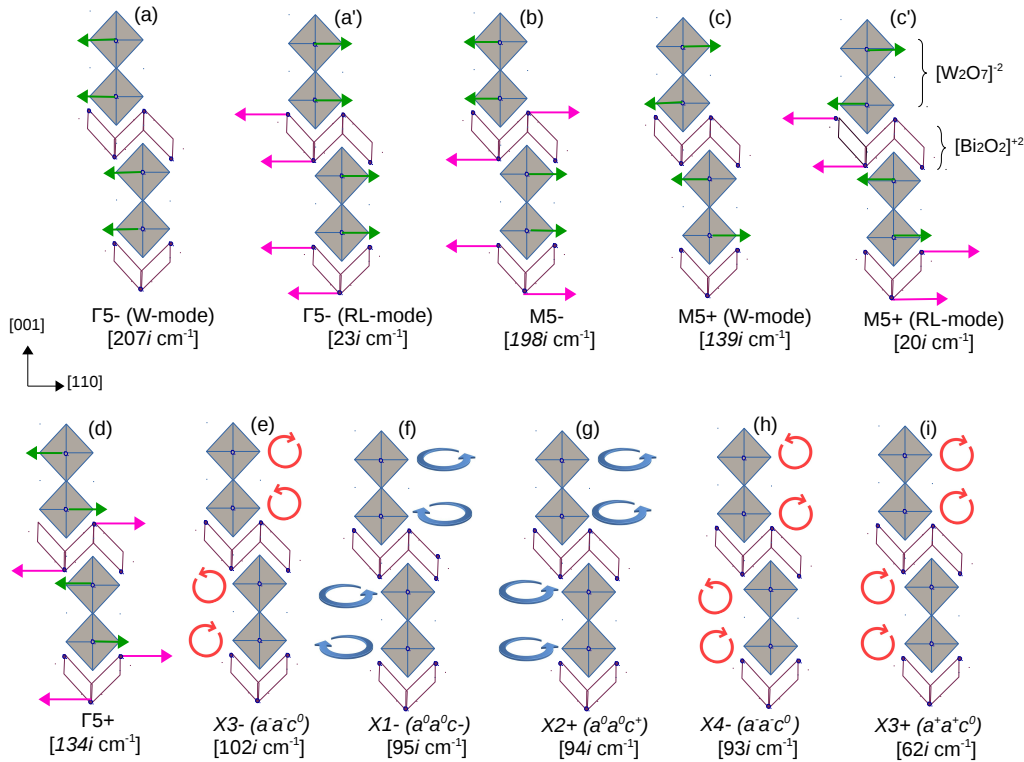 (a)
(a')
(b)
(c)
(c')
[W₂O₇]⁻²
[Bi₂O₂]⁺²
Γ5- (W-mode)
[207i cm⁻¹]
Γ5- (RL-mode)
[23i cm⁻¹]
M5-
[198i cm⁻¹]
M5+ (W-mode)
[139i cm⁻¹]
M5+ (RL-mode)
[20i cm⁻¹]
[001]
[110]
(d)
(e)
(f)
(g)
(h)
(i)
Γ5+
[134i cm⁻¹]
X3- (a⁻a⁻c⁰)
[102i cm⁻¹]
X1- (a⁰a⁰c-)
[95i cm⁻¹]
X2+ (a⁰a⁰c⁺)
[94i cm⁻¹]
X4- (a⁻a⁻c⁰)
[93i cm⁻¹]
X3+ (a⁺a⁺c⁰)
[62i cm⁻¹]